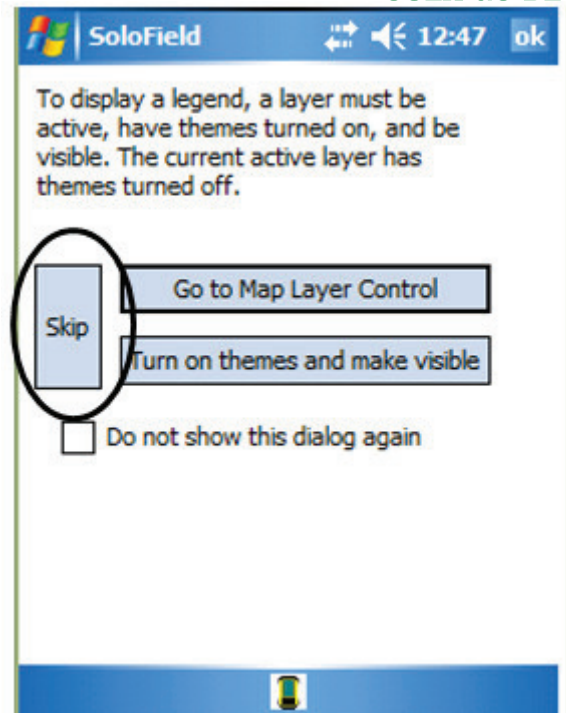 SoloField 12:47 ok
To display a legend, a layer must be
active, have themes turned on, and be
visible. The current active layer has
themes turned off.
Go to Map Layer Control
Skip
Turn on themes and make visible
Do not show this dialog again